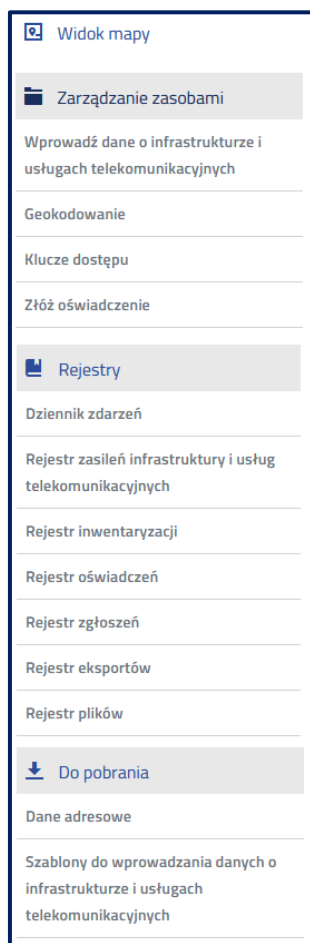 Widok mapy
Zarządzanie zasobami
Wprowadź dane o infrastrukturze i
usługach telekomunikacyjnych
Geokodowanie
Klucze dostępu
Złóż oświadczenie
Rejestry
Dziennik zdarzeń
Rejestr zasileń infrastruktury i usług
telekomunikacyjnych
Rejestr inwentaryzacji
Rejestr oświadczeń
Rejestr zgłoszeń
Rejestr eksportów
Rejestr plików
Do pobrania
Dane adresowe
Szablony do wprowadzania danych o
infrastrukturze i usługach
telekomunikacyjnych